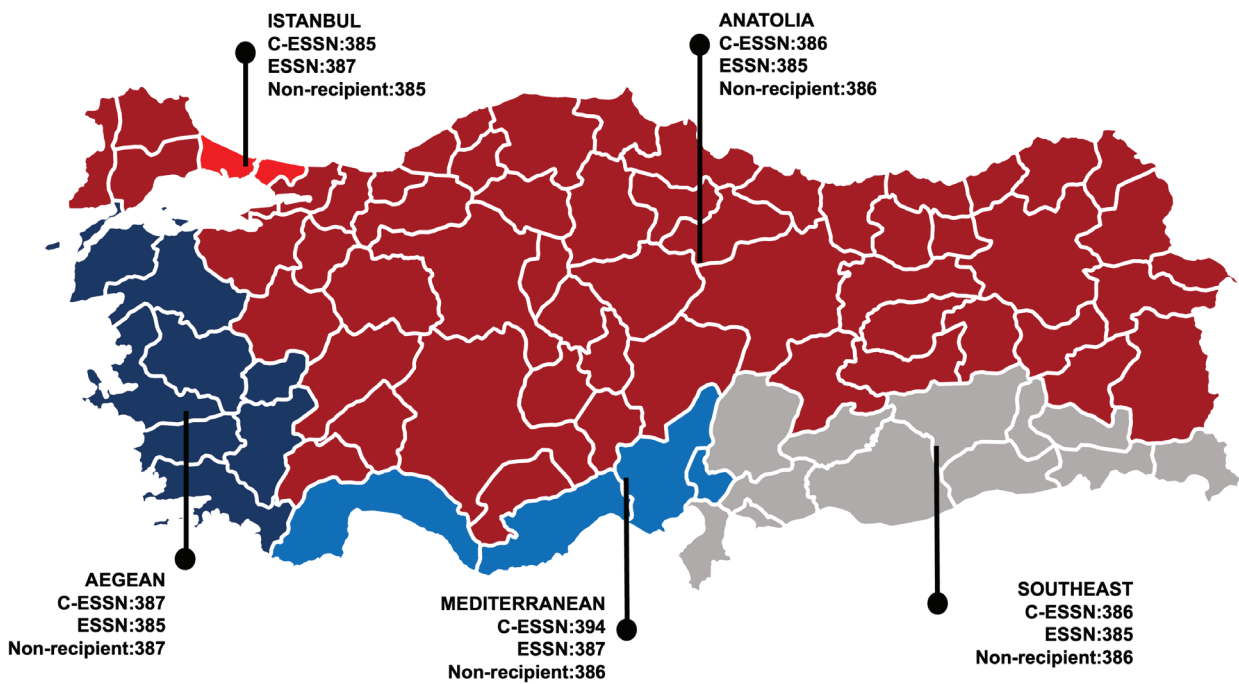 ISTANBUL
C-ESSN:385
ESSN:387
Non-recipient:385
ANATOLIA
C-ESSN:386
ESSN:385
Non-recipient:386
AEGEAN
C-ESSN:387
ESSN:385
Non-recipient:387
MEDITERRANEAN
C-ESSN:394
ESSN:387
Non-recipient:386
SOUTHEAST
C-ESSN:386
ESSN:385
Non-recipient:386